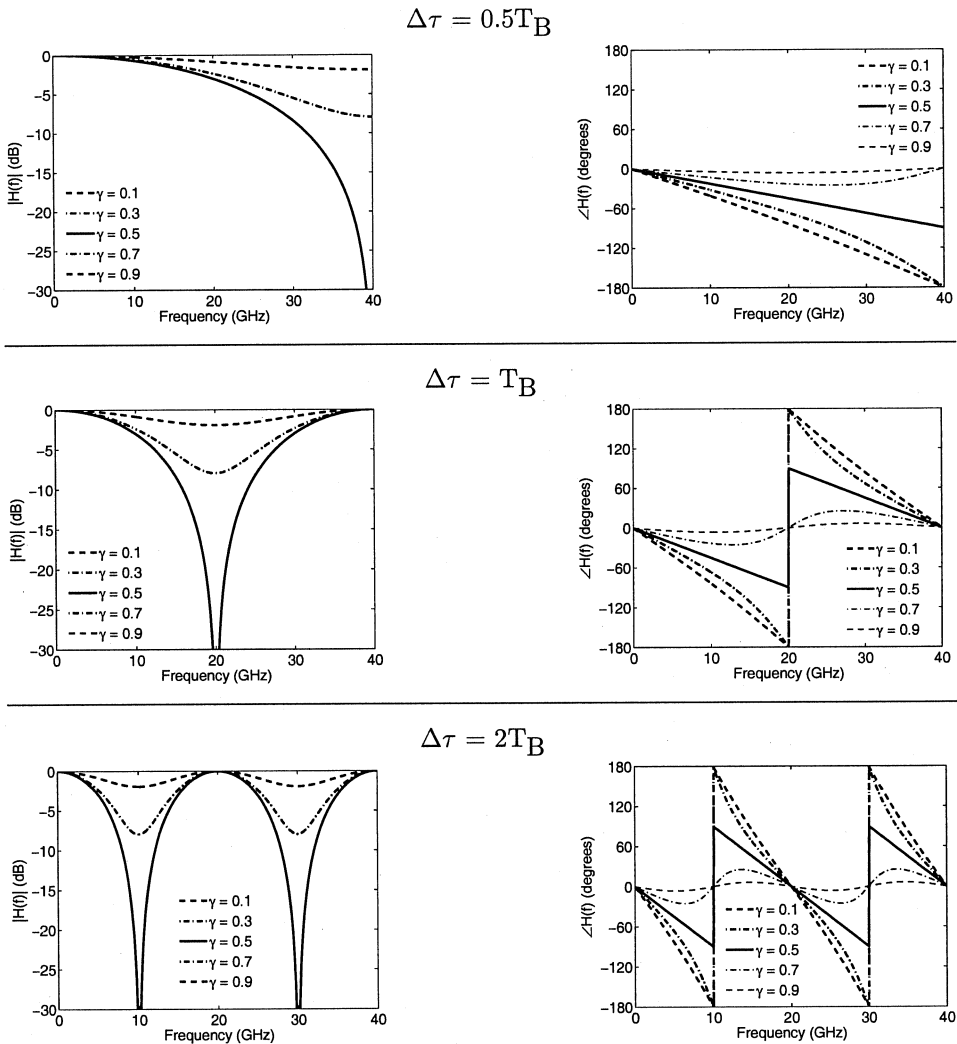 Δτ = 0.5T_B
0
−5
−10
−15
−20
−25
−30
|H(f)| (dB)
γ = 0.1
γ = 0.3
γ = 0.5
γ = 0.7
γ = 0.9
0 10 20 30 40
Frequency (GHz)
180
120
60
0
−60
−120
−180
∠H(f) (degrees)
γ = 0.1
γ = 0.3
γ = 0.5
γ = 0.7
γ = 0.9
0 10 20 30 40
Frequency (GHz)
Δτ = T_B
0
−5
−10
−15
−20
−25
−30
|H(f)| (dB)
γ = 0.1
γ = 0.3
γ = 0.5
γ = 0.7
γ = 0.9
0 10 20 30 40
Frequency (GHz)
180
120
60
0
−60
−120
−180
∠H(f) (degrees)
γ = 0.1
γ = 0.3
γ = 0.5
γ = 0.7
γ = 0.9
0 10 20 30 40
Frequency (GHz)
Δτ = 2T_B
0
−5
−10
−15
−20
−25
−30
|H(f)| (dB)
γ = 0.1
γ = 0.3
γ = 0.5
γ = 0.7
γ = 0.9
0 10 20 30 40
Frequency (GHz)
180
120
60
0
−60
−120
−180
∠H(f) (degrees)
γ = 0.1
γ = 0.3
γ = 0.5
γ = 0.7
γ = 0.9
0 10 20 30 40
Frequency (GHz)